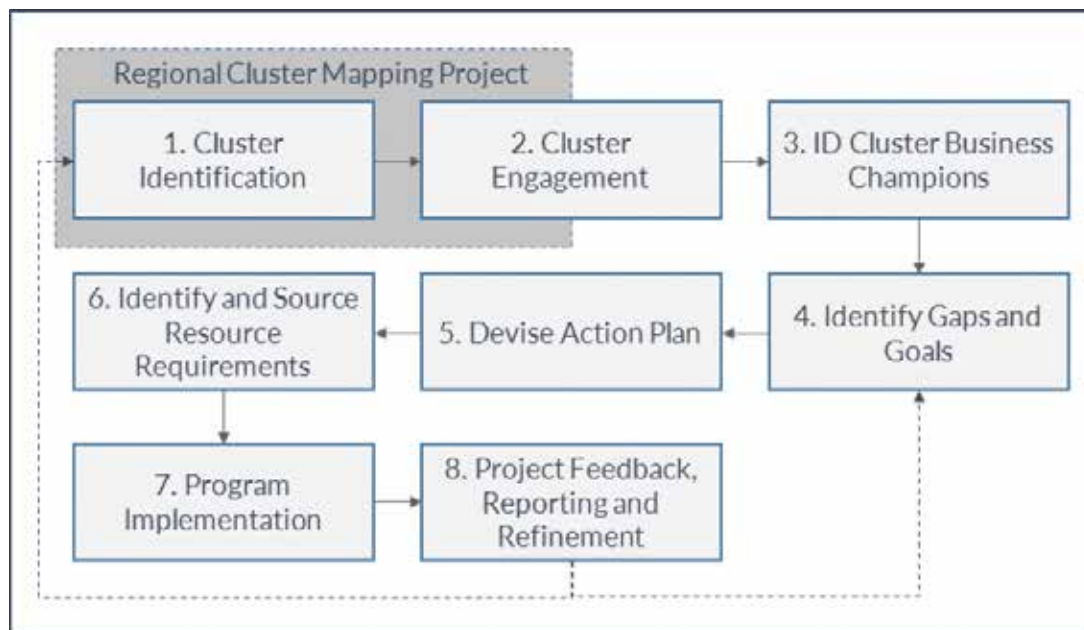 Regional Cluster Mapping Project
1. Cluster
Identification
2. Cluster
Engagement
3. ID Cluster Business
Champions
4. Identify Gaps and
Goals
5. Devise Action Plan
6. Identify and Source
Resource
Requirements
7. Program
Implementation
8. Project Feedback,
Reporting and
Refinement